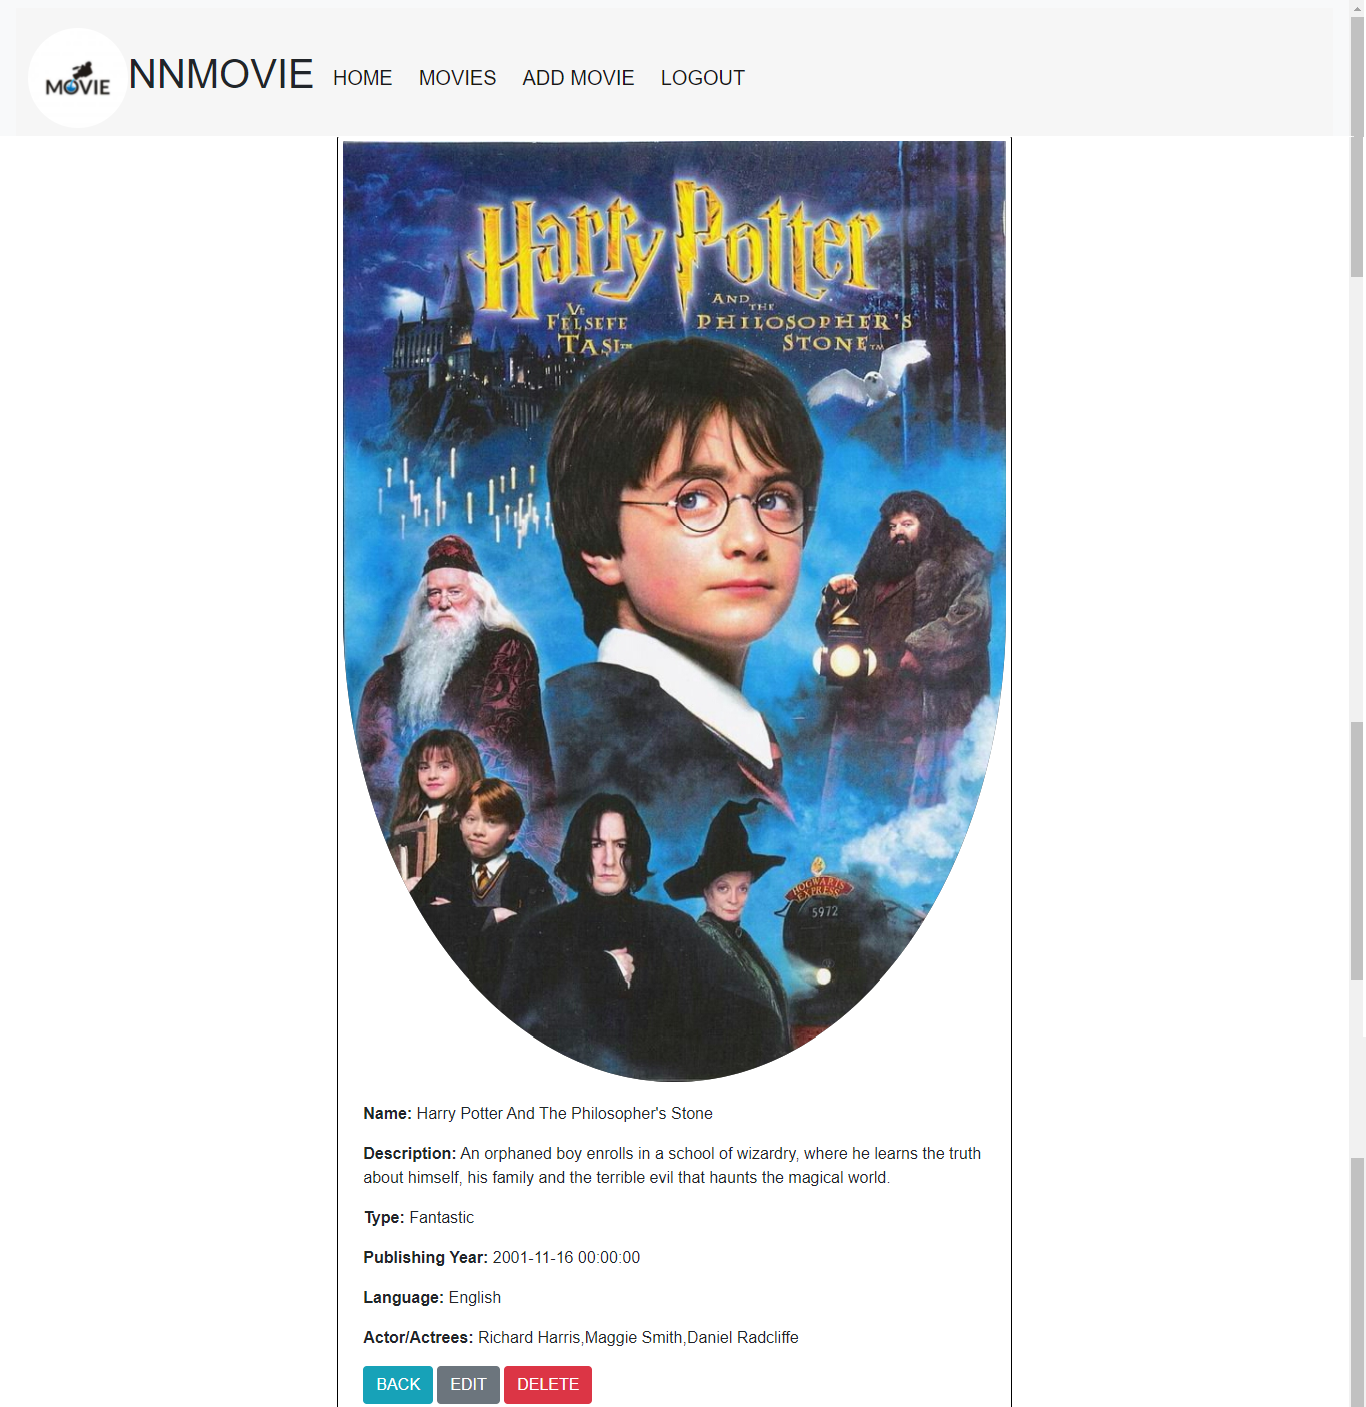 MOVIE
NNMOVIE HOME MOVIES ADD MOVIE LOGOUT
Harry Potter
VE
FELSEFE
TAŞI™
AND THE
PHILOSOPHER'S
STONE™
HOGWARTS
EXPRESS
5972
Name: Harry Potter And The Philosopher's Stone
Description: An orphaned boy enrolls in a school of wizardry, where he learns the truth
about himself, his family and the terrible evil that haunts the magical world.
Type: Fantastic
Publishing Year: 2001-11-16 00:00:00
Language: English
Actor/Actrees: Richard Harris,Maggie Smith,Daniel Radcliffe
BACK EDIT DELETE